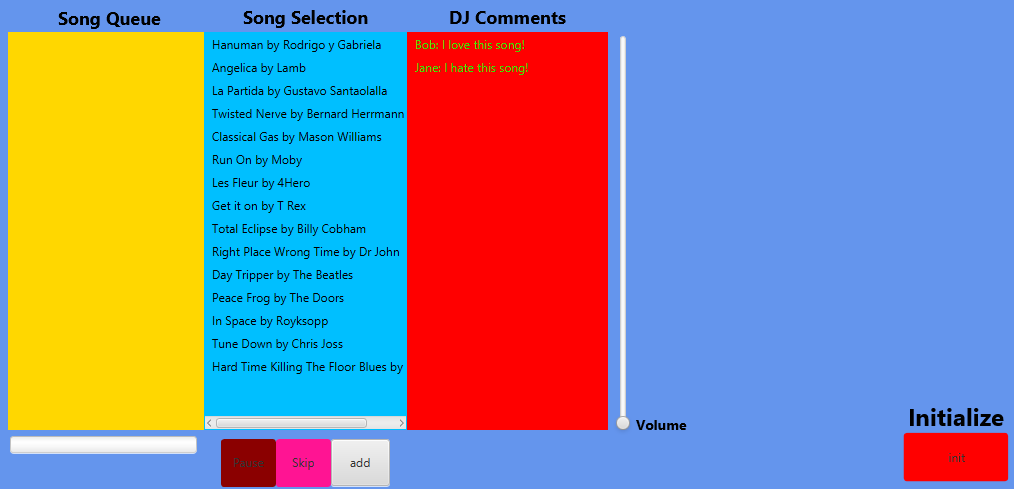 Song Queue
Song Selection
DJ Comments
Hanuman by Rodrigo y Gabriela
Angelica by Lamb
La Partida by Gustavo Santaolalla
Twisted Nerve by Bernard Herrmann
Classical Gas by Mason Williams
Run On by Moby
Les Fleur by 4Hero
Get it on by T Rex
Total Eclipse by Billy Cobham
Right Place Wrong Time by Dr John
Day Tripper by The Beatles
Peace Frog by The Doors
In Space by Royksopp
Tune Down by Chris Joss
Hard Time Killing The Floor Blues by
Bob: I love this song!
Jane: I hate this song!
Volume
Pause
Skip
add
Initialize
init